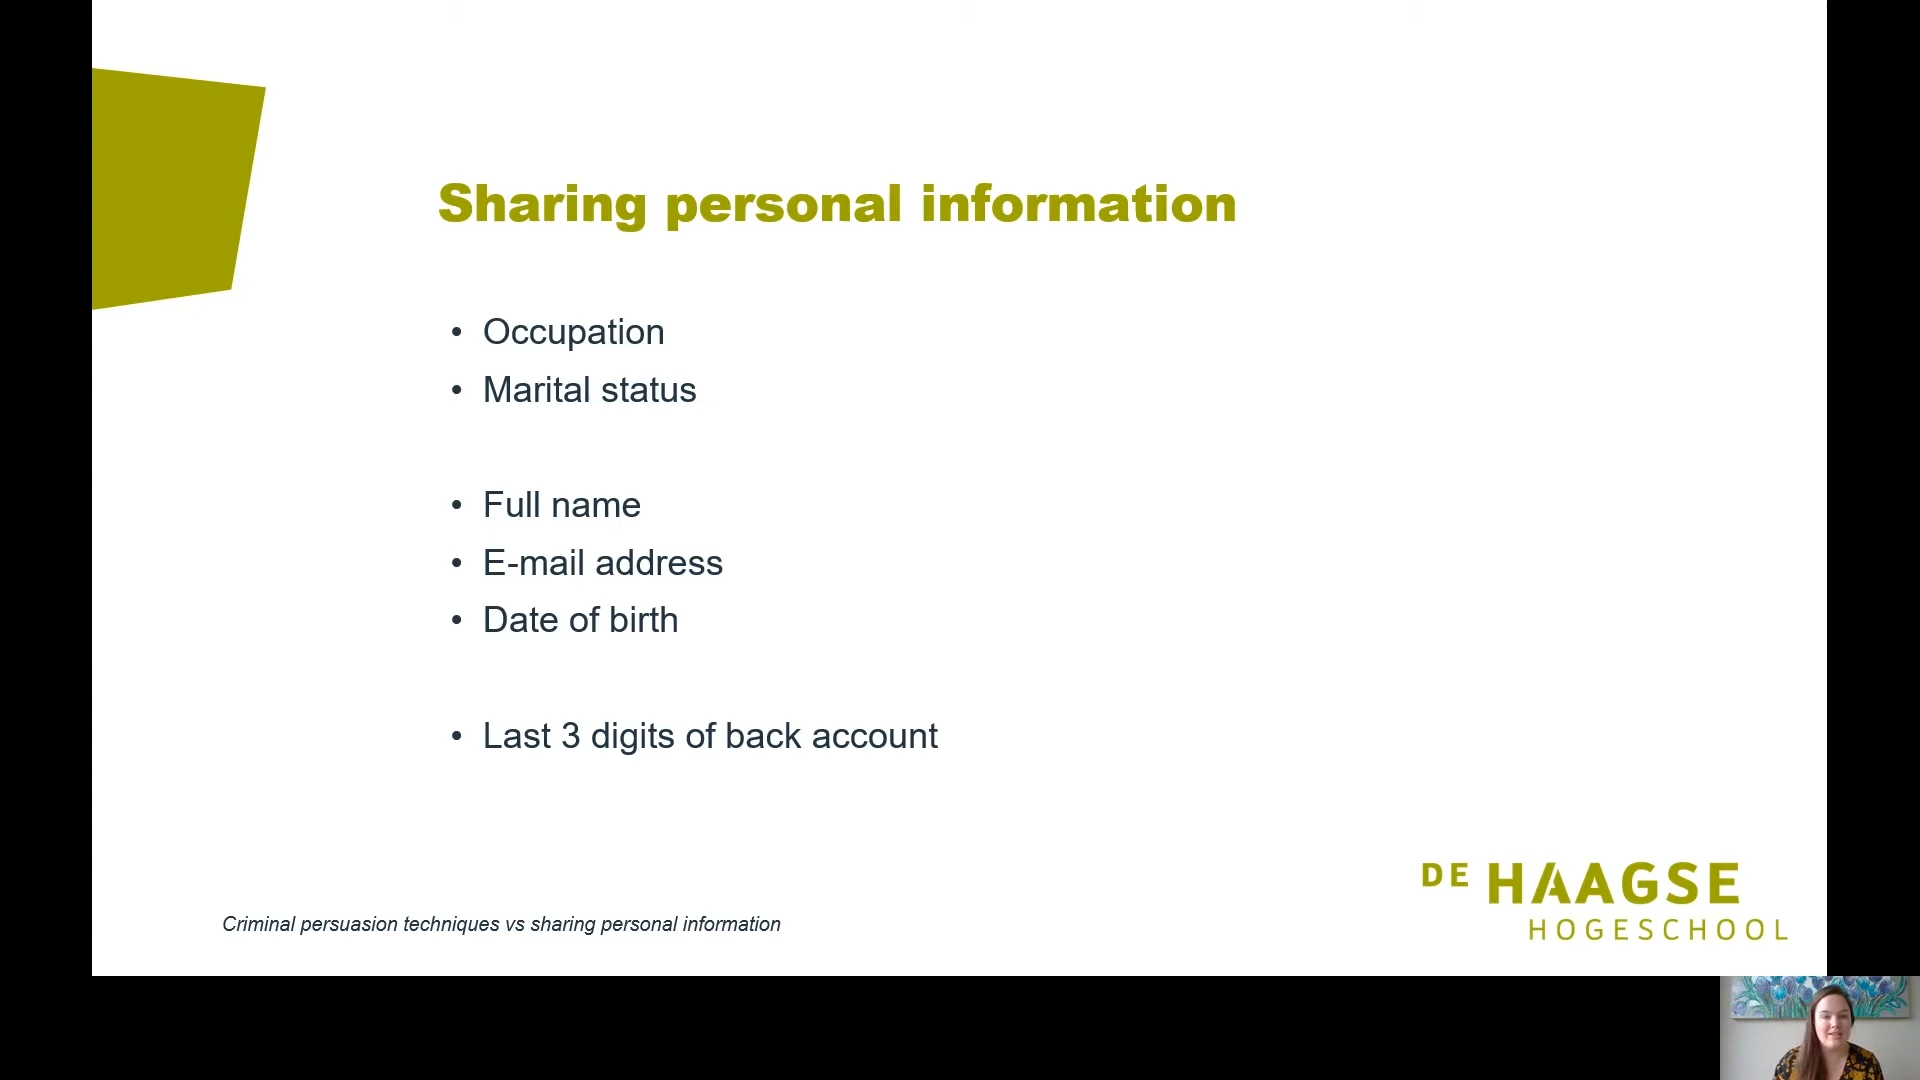 Sharing personal information
• Occupation
• Marital status
• Full name
• E-mail address
• Date of birth
• Last 3 digits of back account
Criminal persuasion techniques vs sharing personal information
DE HAAGSE
HOGESCHOOL